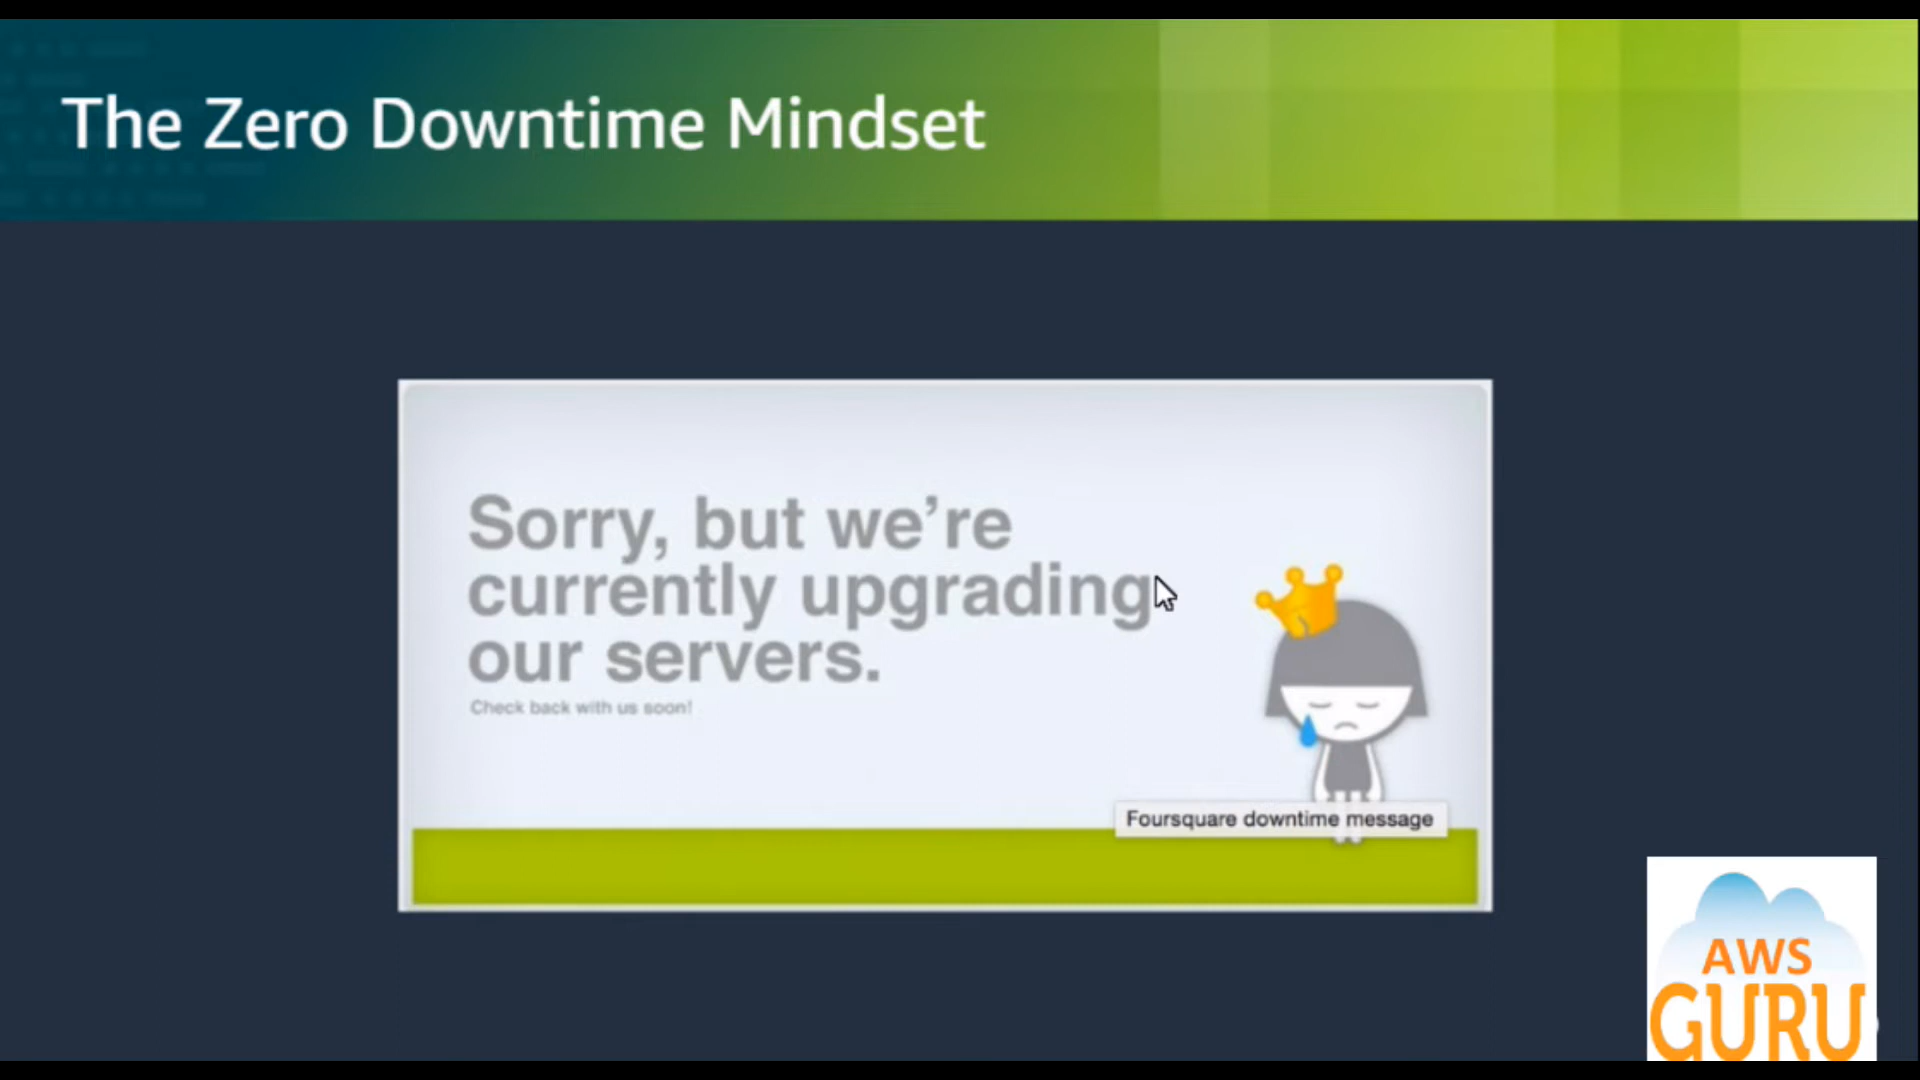 The Zero Downtime Mindset
Sorry, but we're
currently upgrading
our servers.
Check back with us soon!
Foursquare downtime message
AWS
GURU